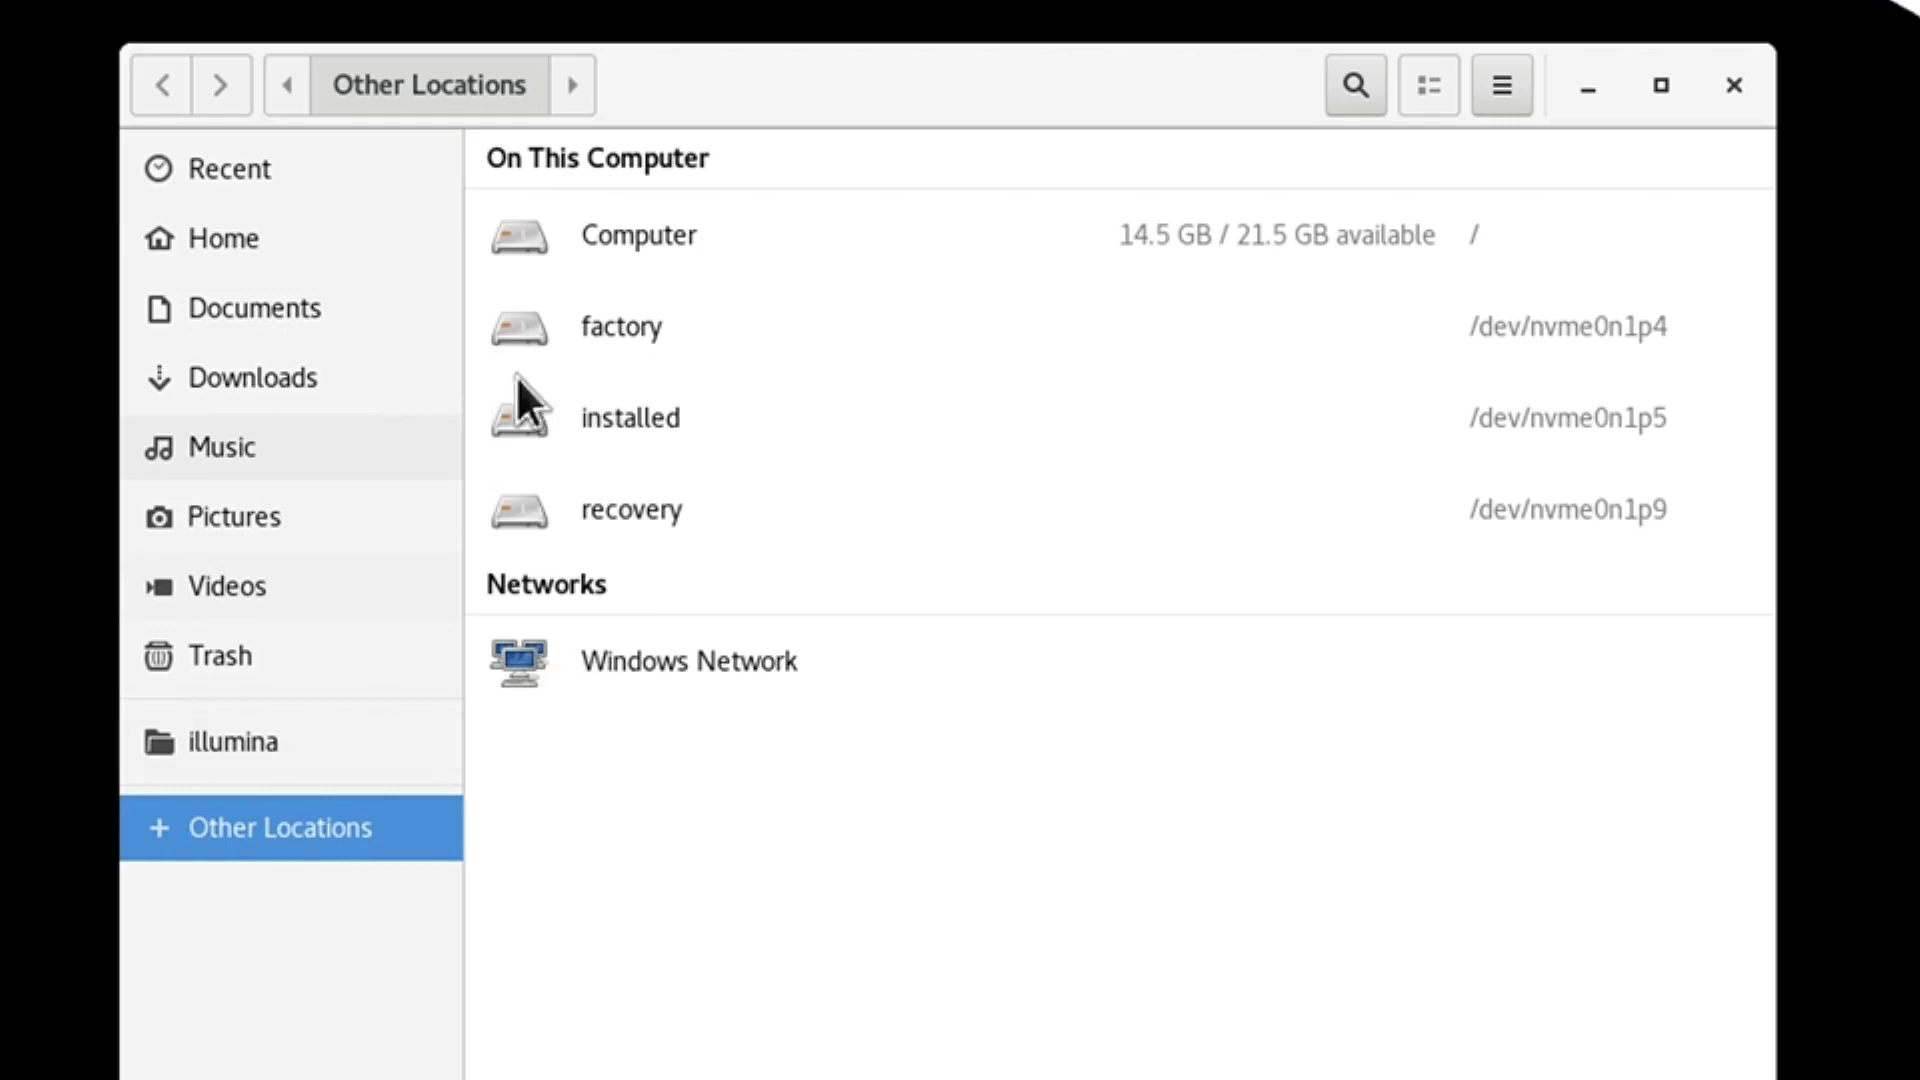 Other Locations
Recent
Home
Documents
Downloads
Music
Pictures
Videos
Trash
illumina
+ Other Locations
On This Computer
Computer 14.5 GB / 21.5 GB available /
factory /dev/nvme0n1p4
installed /dev/nvme0n1p5
recovery /dev/nvme0n1p9
Networks
Windows Network